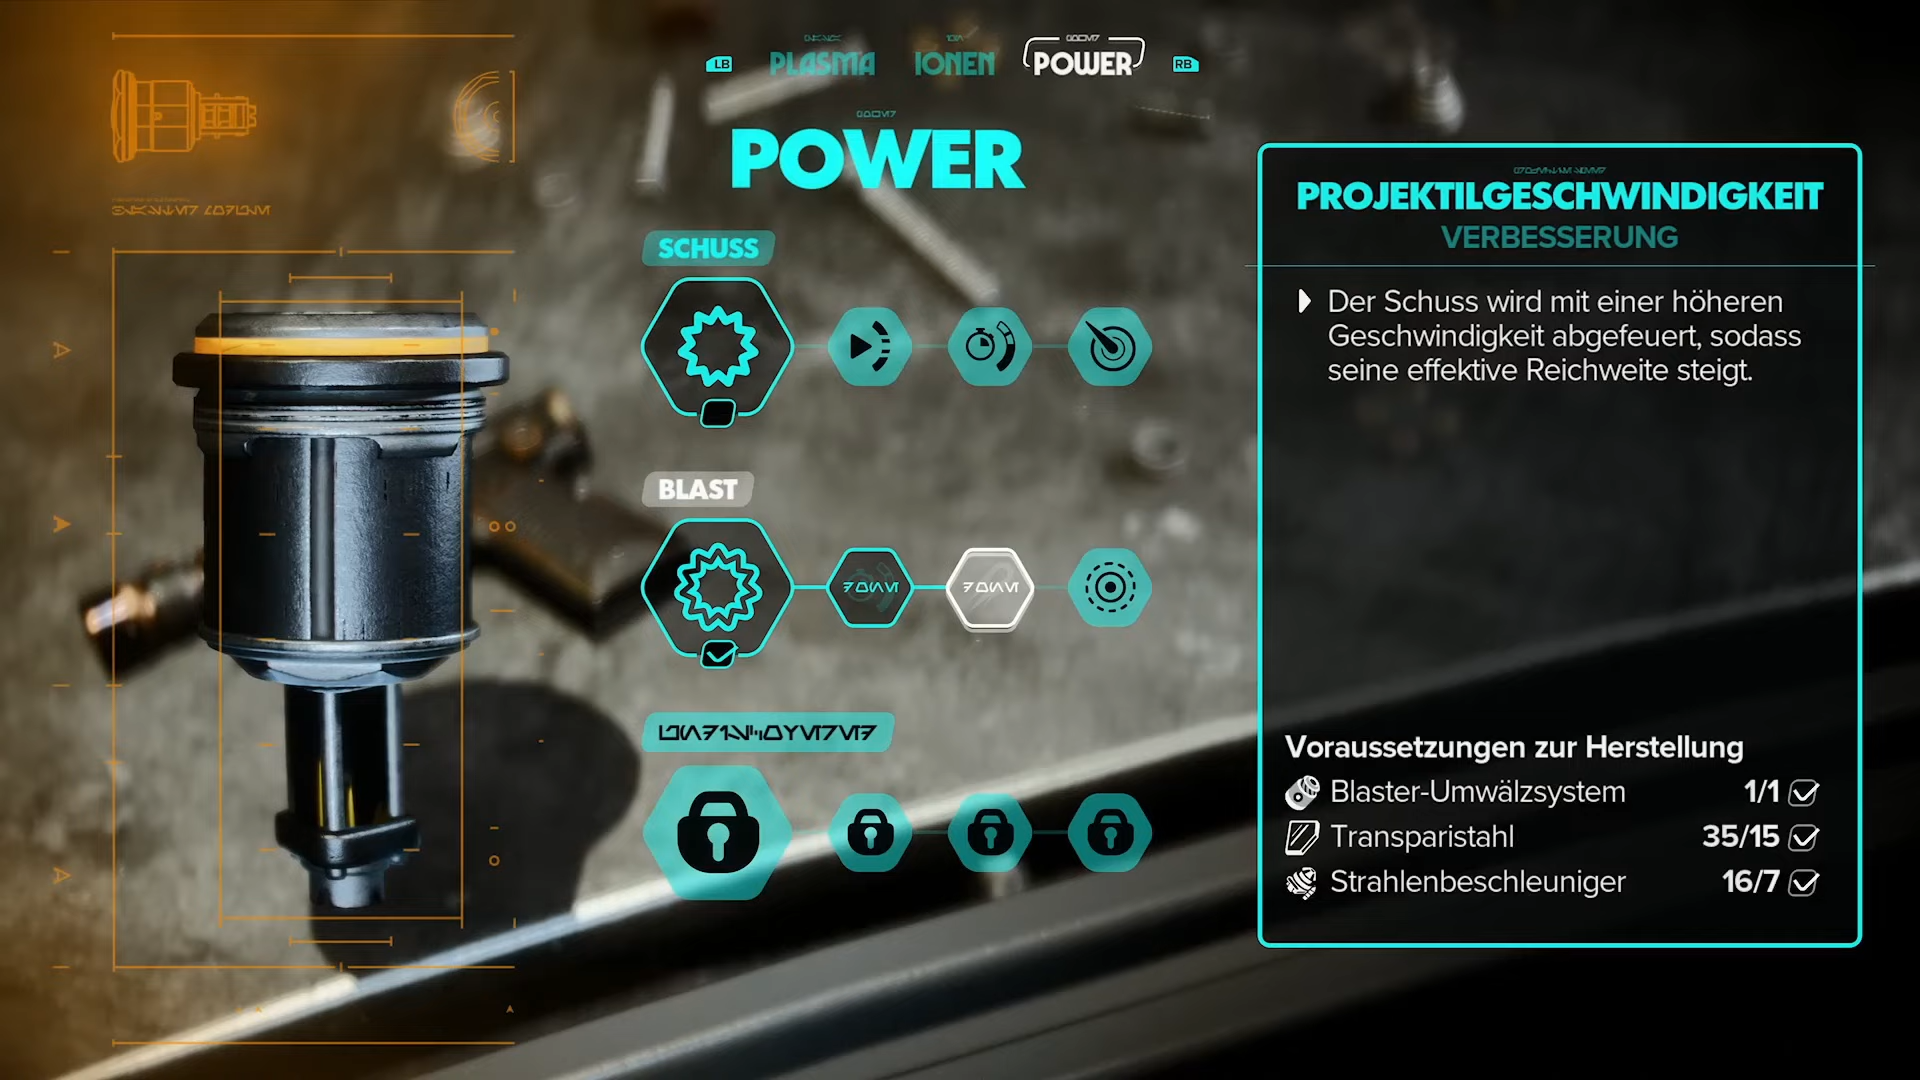 LB
PLASMA
IONEN
POWER
RB
POWER
SCHUSS
BLAST
PROJEKTILGESCHWINDIGKEIT
VERBESSERUNG
Der Schuss wird mit einer höheren
Geschwindigkeit abgefeuert, sodass
seine effektive Reichweite steigt.
Voraussetzungen zur Herstellung
Blaster-Umwälzsystem 1/1
Transparistahl 35/15
Strahlenbeschleuniger 16/7